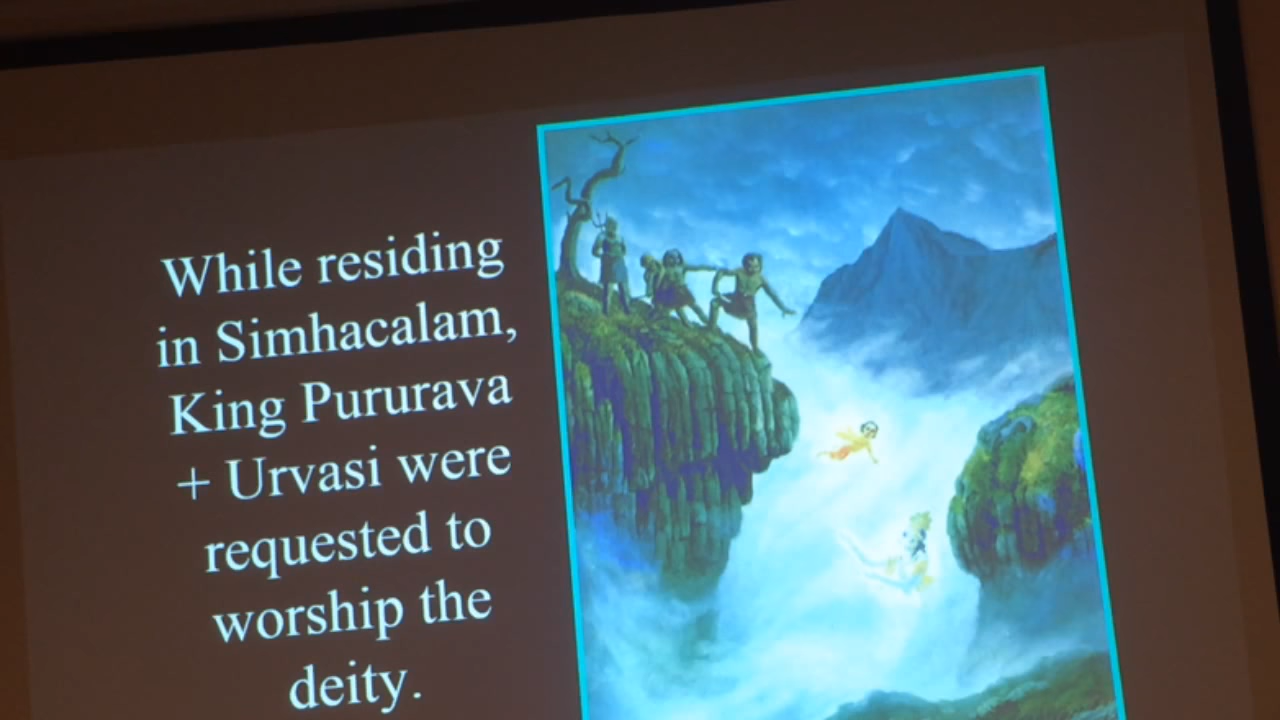 While residing
in Simhacalam,
King Pururava
+ Urvasi were
requested to
worship the
deity.